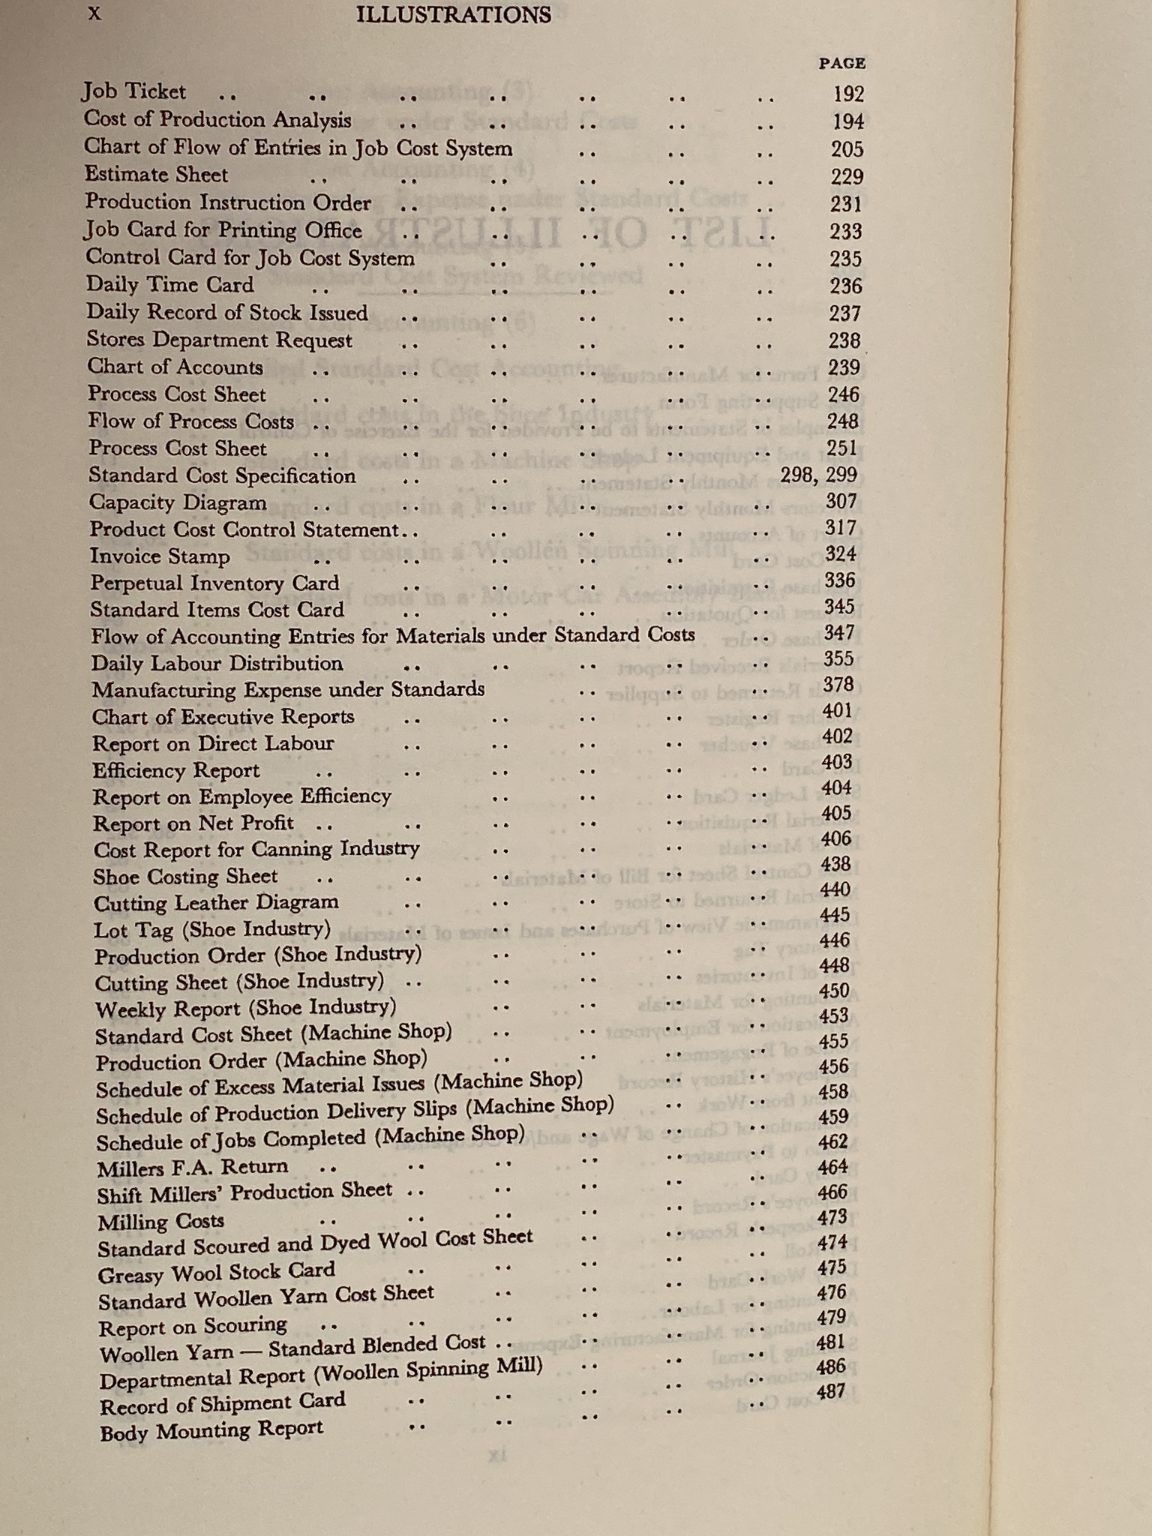 x ILLUSTRATIONS
PAGE
Job Ticket .. .. .. .. .. .. .. 192
Cost of Production Analysis .. .. .. .. .. 194
Chart of Flow of Entries in Job Cost System .. .. .. 205
Estimate Sheet .. .. .. .. .. .. 229
Production Instruction Order .. .. .. .. .. 231
Job Card for Printing Office .. .. .. .. .. 233
Control Card for Job Cost System .. .. .. .. 235
Daily Time Card .. .. .. .. .. .. 236
Daily Record of Stock Issued .. .. .. .. .. 237
Stores Department Request .. .. .. .. .. 238
Chart of Accounts .. .. .. .. .. .. 239
Process Cost Sheet .. .. .. .. .. .. 246
Flow of Process Costs .. .. .. .. .. .. 248
Process Cost Sheet .. .. .. .. .. .. 251
Standard Cost Specification .. .. .. .. 298, 299
Capacity Diagram .. .. .. .. .. .. 307
Product Cost Control Statement.. .. .. .. .. 317
Invoice Stamp .. .. .. .. .. .. 324
Perpetual Inventory Card .. .. .. .. .. 336
Standard Items Cost Card .. .. .. .. .. 345
Flow of Accounting Entries for Materials under Standard Costs .. 347
Daily Labour Distribution .. .. .. .. .. 355
Manufacturing Expense under Standards .. .. .. 378
Chart of Executive Reports .. .. .. .. .. 401
Report on Direct Labour .. .. .. .. .. 402
Efficiency Report .. .. .. .. .. .. 403
Report on Employee Efficiency .. .. .. .. 404
Report on Net Profit .. .. .. .. .. .. 405
Cost Report for Canning Industry .. .. .. .. 406
Shoe Costing Sheet .. .. .. .. .. .. 438
Cutting Leather Diagram .. .. .. .. .. 440
Lot Tag (Shoe Industry) .. .. .. .. .. 445
Production Order (Shoe Industry) .. .. .. .. 446
Cutting Sheet (Shoe Industry) .. .. .. .. .. 448
Weekly Report (Shoe Industry) .. .. .. .. 450
Standard Cost Sheet (Machine Shop) .. .. .. .. 453
Production Order (Machine Shop) .. .. .. .. 455
Schedule of Excess Material Issues (Machine Shop) .. .. 456
Schedule of Production Delivery Slips (Machine Shop) .. .. 458
Schedule of Jobs Completed (Machine Shop) .. .. .. 459
Millers F.A. Return .. .. .. .. .. .. 462
Shift Millers' Production Sheet .. .. .. .. .. 464
Milling Costs .. .. .. .. .. .. 466
Standard Scoured and Dyed Wool Cost Sheet .. .. .. 473
Greasy Wool Stock Card .. .. .. .. .. 474
Standard Woollen Yarn Cost Sheet .. .. .. .. 475
Report on Scouring .. .. .. .. .. .. 476
Woollen Yarn — Standard Blended Cost .. .. .. .. 479
Departmental Report (Woollen Spinning Mill) .. .. .. 481
Record of Shipment Card .. .. .. .. .. 486
Body Mounting Report .. .. .. .. .. 487